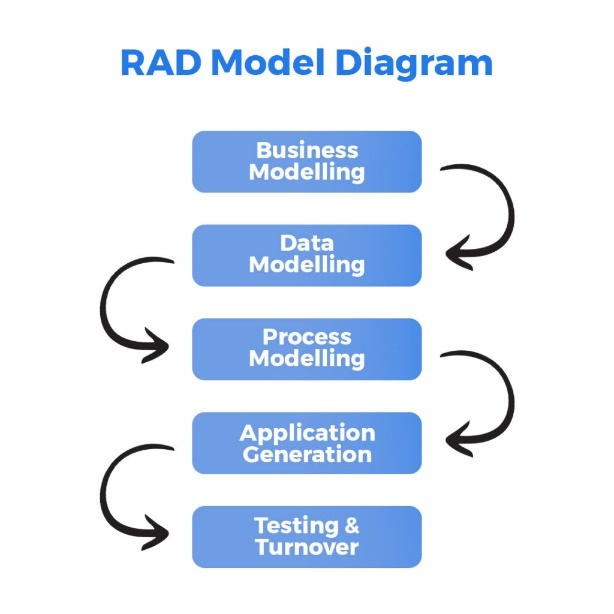 RAD Model Diagram
Business
Modelling
Data
Modelling
Process
Modelling
Application
Generation
Testing &
Turnover